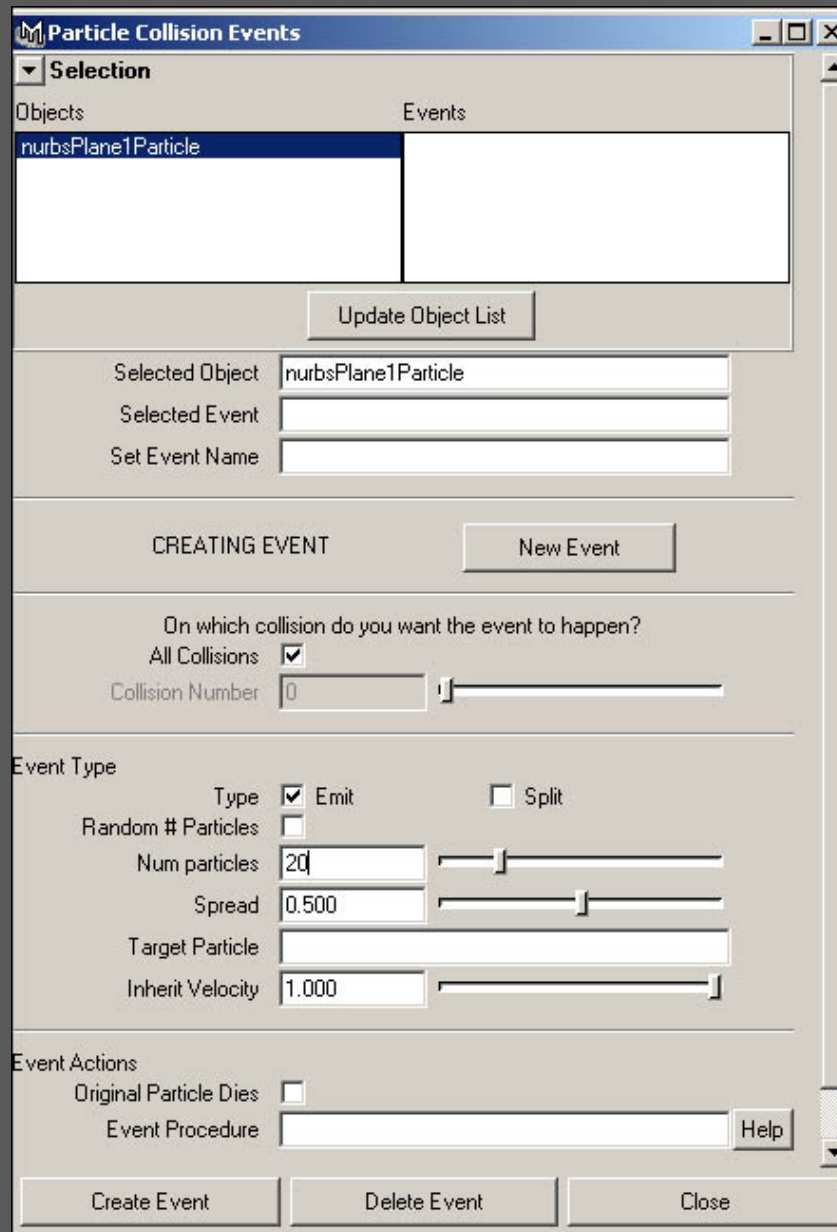 Particle Collision Events
Selection
Objects Events
nurbsPlane1Particle
Update Object List
Selected Object nurbsPlane1Particle
Selected Event
Set Event Name
CREATING EVENT New Event
On which collision do you want the event to happen?
All Collisions
Collision Number 0
Event Type
Type Emit Split
Random # Particles
Num particles 20
Spread 0.500
Target Particle
Inherit Velocity 1.000
Event Actions
Original Particle Dies
Event Procedure Help
Create Event Delete Event Close